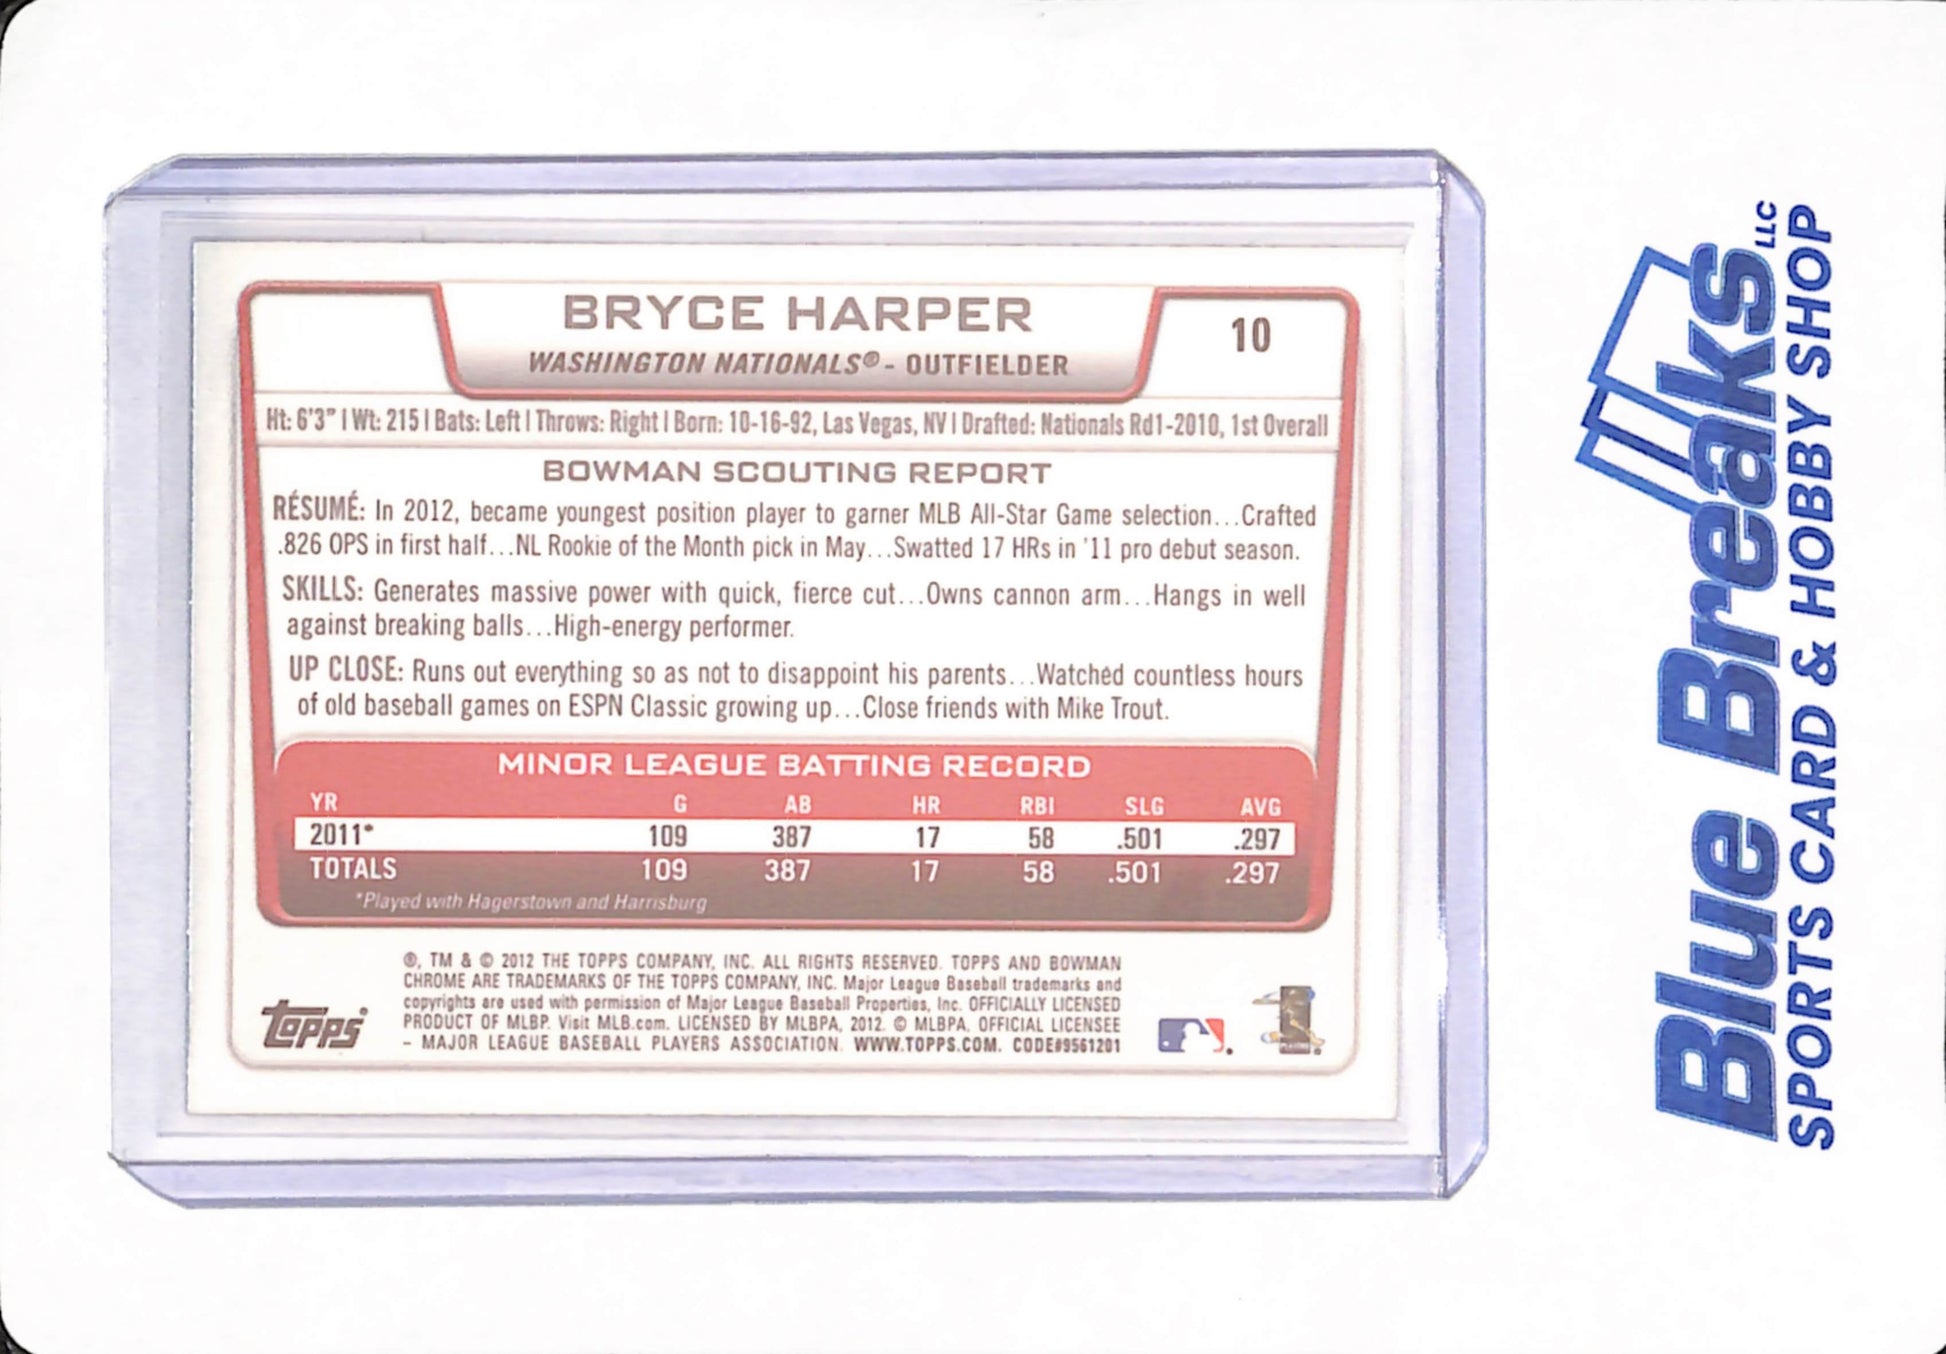 BRYCE HARPER
WASHINGTON NATIONALS® - OUTFIELDER
10
Ht: 6'3" | Wt: 215 | Bats: Left | Throws: Right | Born: 10-16-92, Las Vegas, NV | Drafted: Nationals Rd1-2010, 1st Overall
BOWMAN SCOUTING REPORT
RÉSUMÉ: In 2012, became youngest position player to garner MLB All-Star Game selection...Crafted
.826 OPS in first half...NL Rookie of the Month pick in May...Swatted 17 HRs in '11 pro debut season.
SKILLS: Generates massive power with quick, fierce cut...Owns cannon arm...Hangs in well
against breaking balls...High-energy performer.
UP CLOSE: Runs out everything so as not to disappoint his parents...Watched countless hours
of old baseball games on ESPN Classic growing up...Close friends with Mike Trout.
MINOR LEAGUE BATTING RECORD
YR G AB HR RBI SLG AVG
2011* 109 387 17 58 .501 .297
TOTALS 109 387 17 58 .501 .297
*Played with Hagerstown and Harrisburg
®, TM & © 2012 THE TOPPS COMPANY, INC. ALL RIGHTS RESERVED. TOPPS AND BOWMAN
CHROME ARE TRADEMARKS OF THE TOPPS COMPANY, INC. Major League Baseball trademarks and
copyrights are used with permission of Major League Baseball Properties, Inc. OFFICIALLY LICENSED
PRODUCT OF MLBP. Visit MLB.com. LICENSED BY MLBPA, 2012. © MLBPA, OFFICIAL LICENSEE
- MAJOR LEAGUE BASEBALL PLAYERS ASSOCIATION. WWW.TOPPS.COM. CODE#9561201
topps
Blue Breaks LLC
SPORTS CARD & HOBBY SHOP